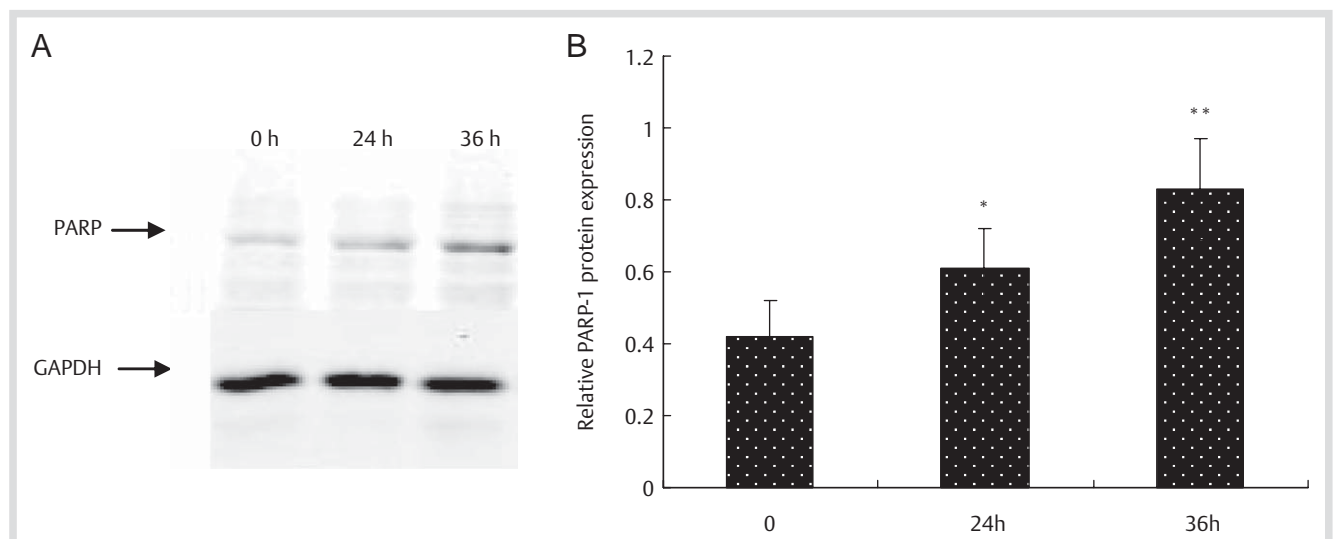 A
0 h 24 h 36 h
PARP
GAPDH
B
Relative PARP-1 protein expression
1.2
1
0.8
0.6
0.4
0.2
0
*
**
0 24h 36h